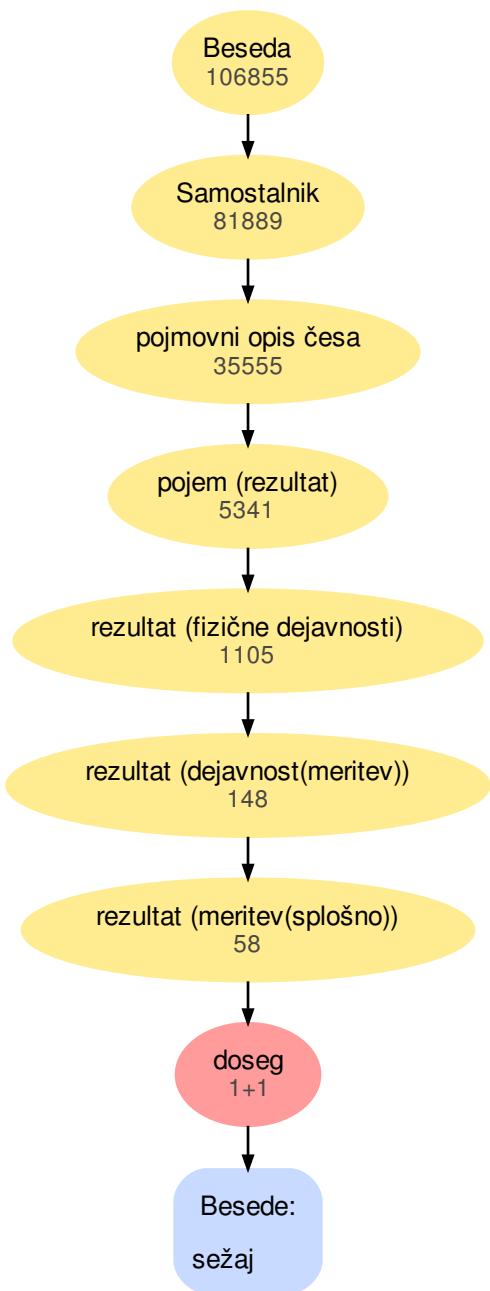 Beseda
106855
Samostalnik
81889
pojmovni opis česa
35555
pojem (rezultat)
5341
rezultat (fizične dejavnosti)
1105
rezultat (dejavnost(meritev))
148
rezultat (meritev(splošno))
58
doseg
1+1
Besede:
sežaj